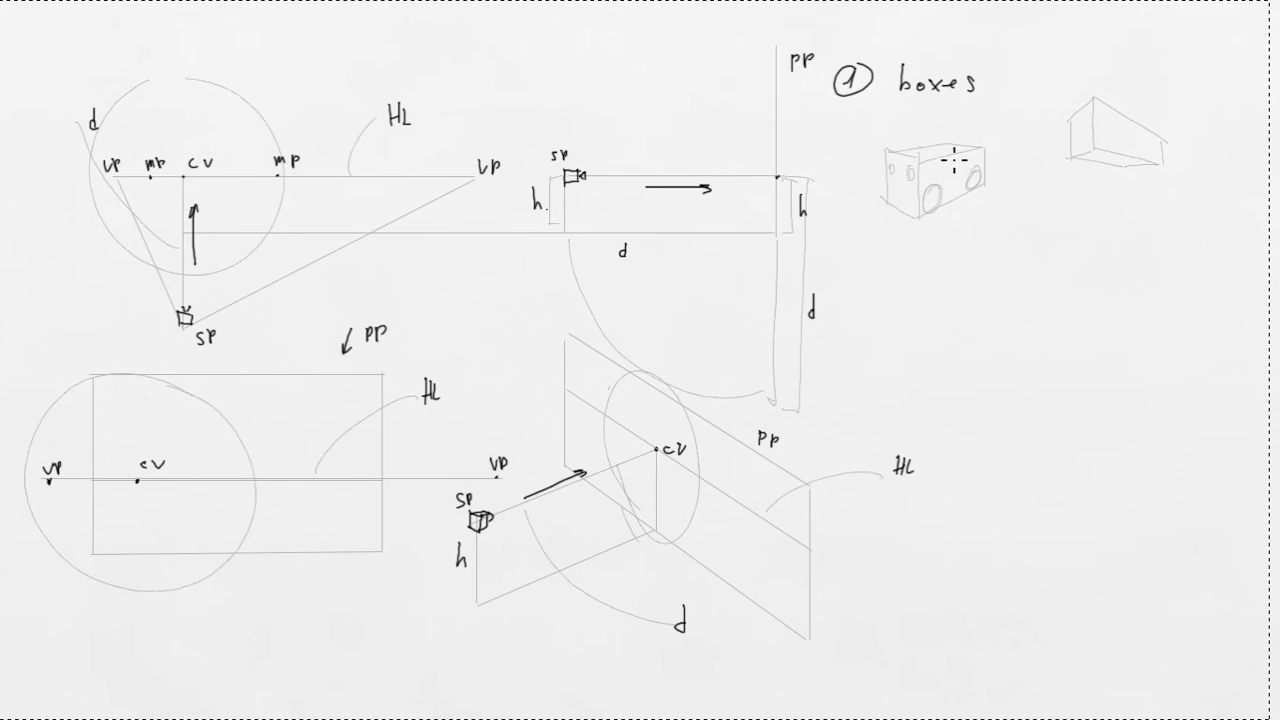 d
HL
VP MP CV MP VP
SP
SP
h
d
PP
h
d
① boxes
PP
HL
VP CV VP
SP
h
CV
PP
HL
d